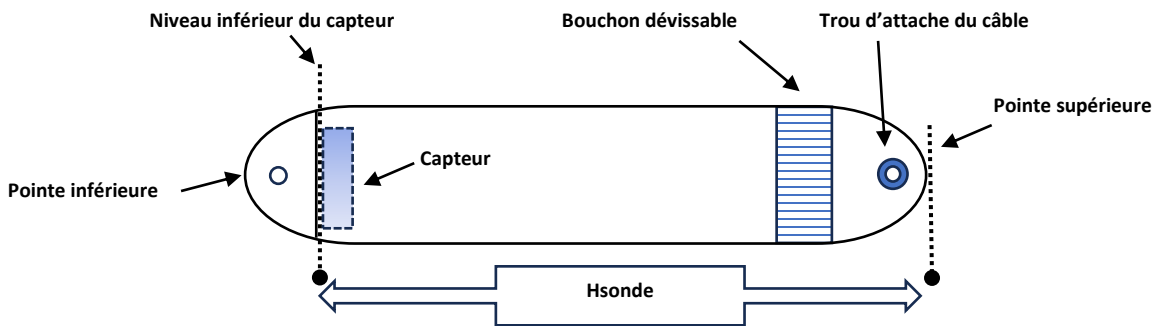 Niveau inférieur du capteur
Bouchon dévissable
Trou d'attache du câble
Pointe supérieure
Capteur
Pointe inférieure
Hsonde